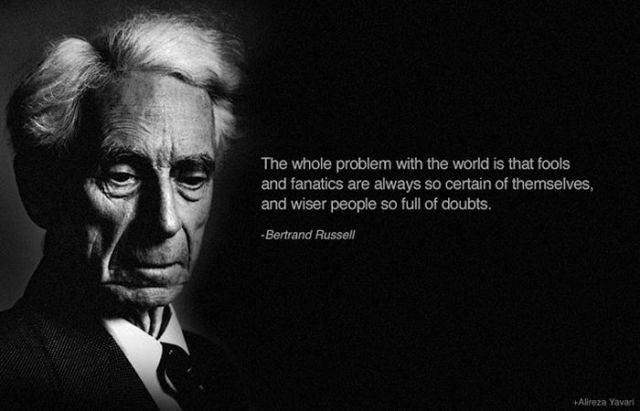 The whole problem with the world is that fools
and fanatics are always so certain of themselves,
and wiser people so full of doubts.
-Bertrand Russell
+Alireza Yavari